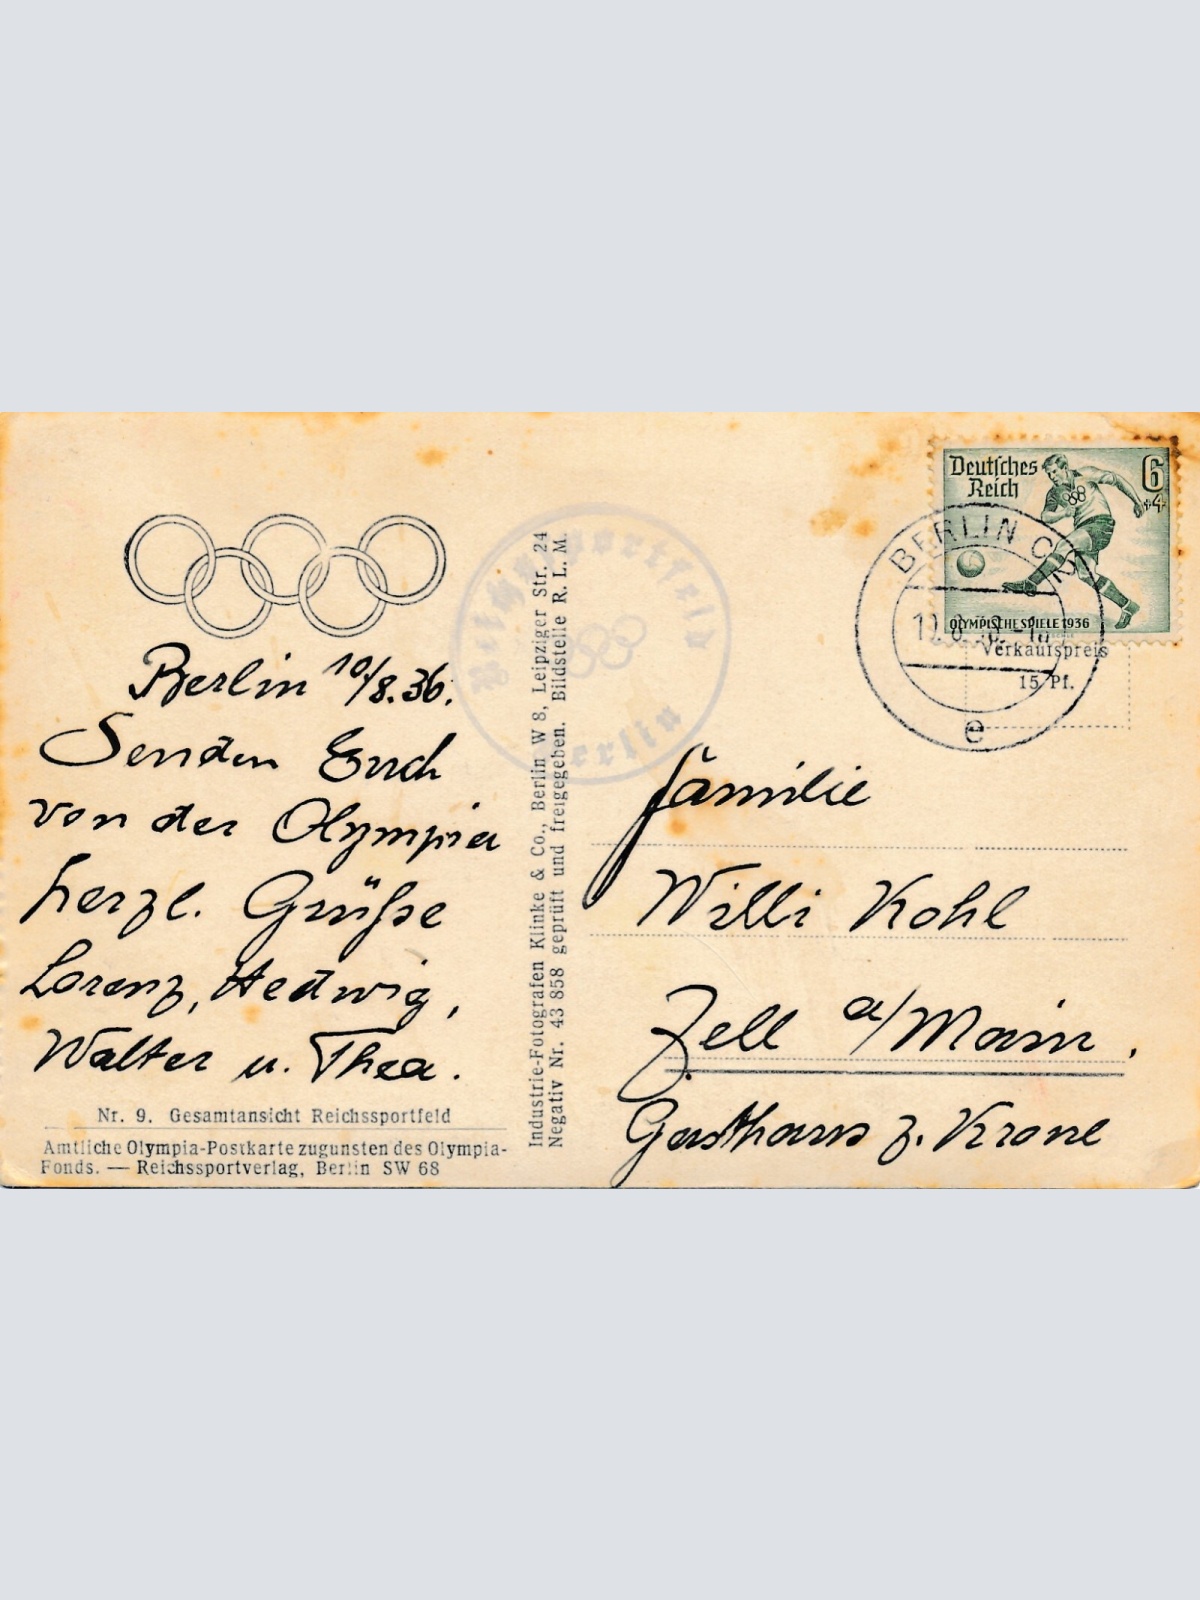 Berlin 10/8.36.
Senden Euch
von der Olympia
herzl. Grüße
Lorenz, Hedwig,
Walter u. Thea.
Nr. 9. Gesamtansicht Reichssportfeld
Amtliche Olympia-Postkarte zugunsten des Olympia-
Fonds. — Reichssportverlag, Berlin SW 68
Industrie-Fotografen Klinke & Co., Berlin W 8, Leipziger Str. 24
Negativ Nr. 43 858 geprüft und freigegeben. Bildstelle R. L. M.
Reichssportfeld
Berlin
Deutsches
Reich
6
+4
OLYMPISCHE SPIELE 1936
BERLIN
e
Verkaufspreis
15 Pf.
Familie
Willi Kohl
Zell a/Main.
Gasthaus z. Krone